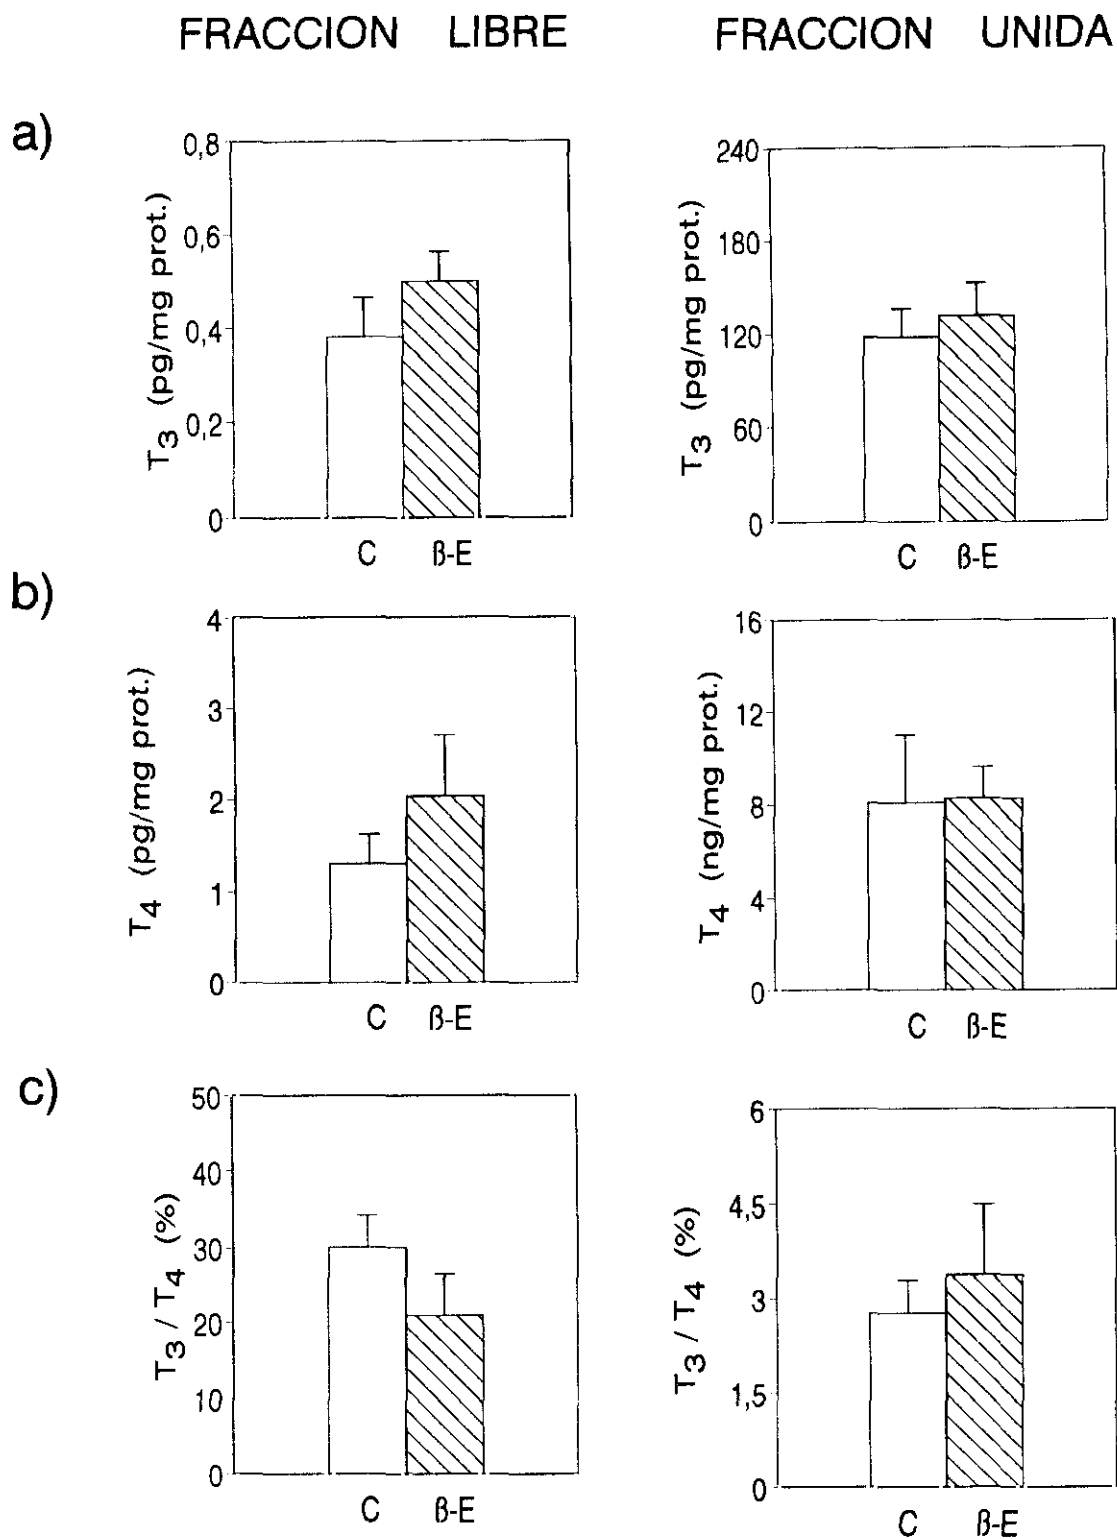 FRACCION LIBRE
FRACCION UNIDA
a)
T3 (pg/mg prot.)
0,8
0,6
0,4
0,2
0
C β-E
T3 (pg/mg prot.)
240
180
120
60
0
C β-E
b)
T4 (pg/mg prot.)
4
3
2
1
0
C β-E
T4 (ng/mg prot.)
16
12
8
4
0
C β-E
c)
T3 / T4 (%)
50
40
30
20
10
0
C β-E
T3 / T4 (%)
6
4,5
3
1,5
0
C β-E